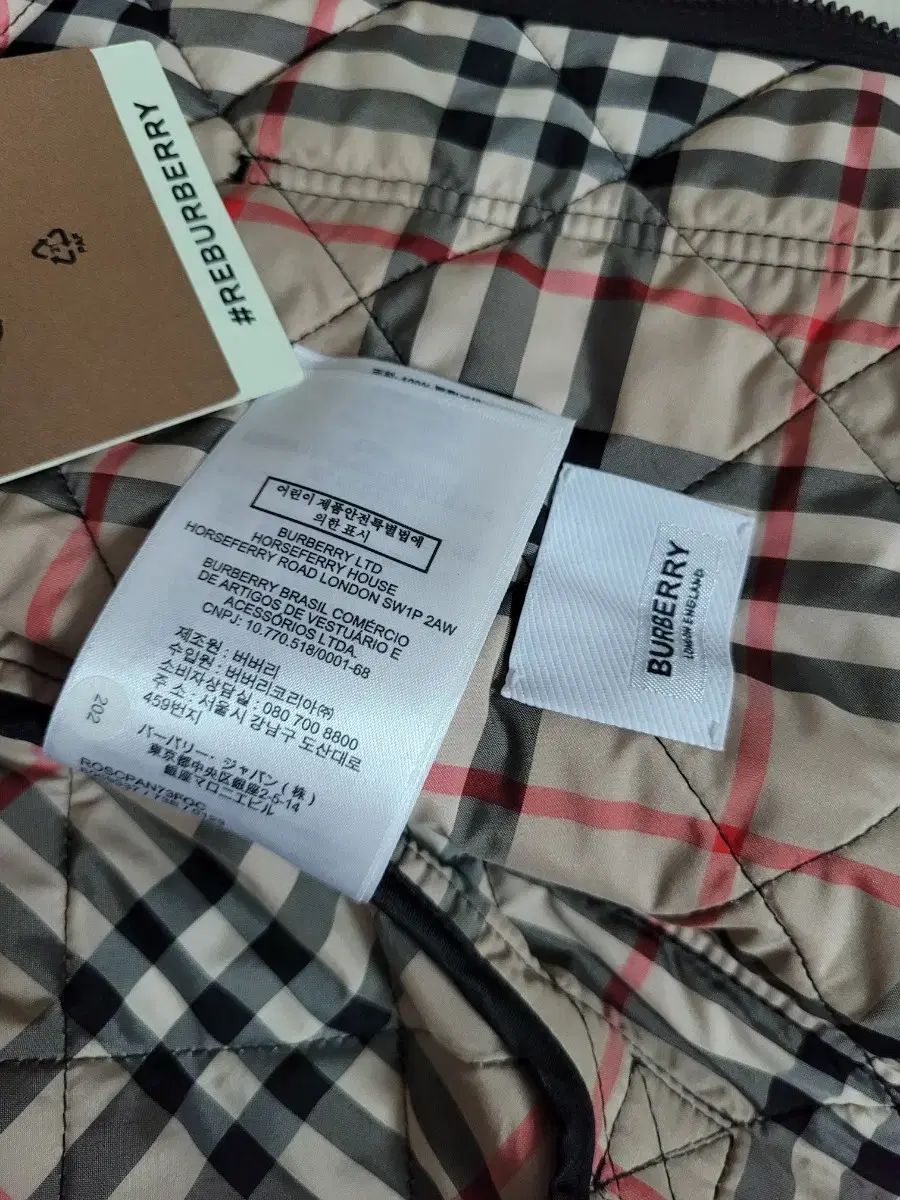 #REBURBERRY
PAP
어린이제품안전특별법에
의한 표시
BURBERRY LTD
HORSEFERRY HOUSE
HORSEFERRY ROAD LONDON SW1P 2AW
BURBERRY BRASIL COMÉRCIO
DE ARTIGOS DE VESTUÁRIO E
ACESSÓRIOS LTDA.
CNPJ: 10.770.518/0001-68
제조원 : 버버리
수입원 : 버버리코리아㈜
소비자상담실 : 080 700 8800
주소 : 서울시 강남구 도산대로
459번지
バーバリー・ジャパン(株)
東京都中央区銀座2-5-14
銀座マロニエビル
ROSCPAN73FOC
202
BURBERRY
LONDON ENGLAND